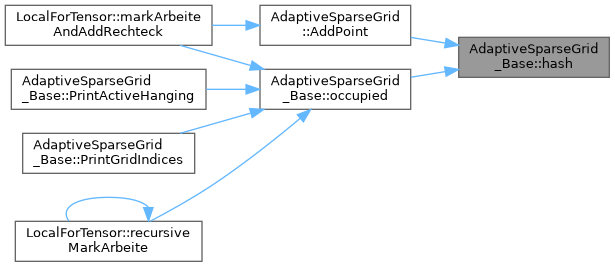 LocalForTensor::markArbeite
AndAddRechteck
AdaptiveSparseGrid
::AddPoint
AdaptiveSparseGrid
_Base::hash
AdaptiveSparseGrid
_Base::PrintActiveHanging
AdaptiveSparseGrid
_Base::occupied
AdaptiveSparseGrid
_Base::PrintGridIndices
LocalForTensor::recursive
MarkArbeite